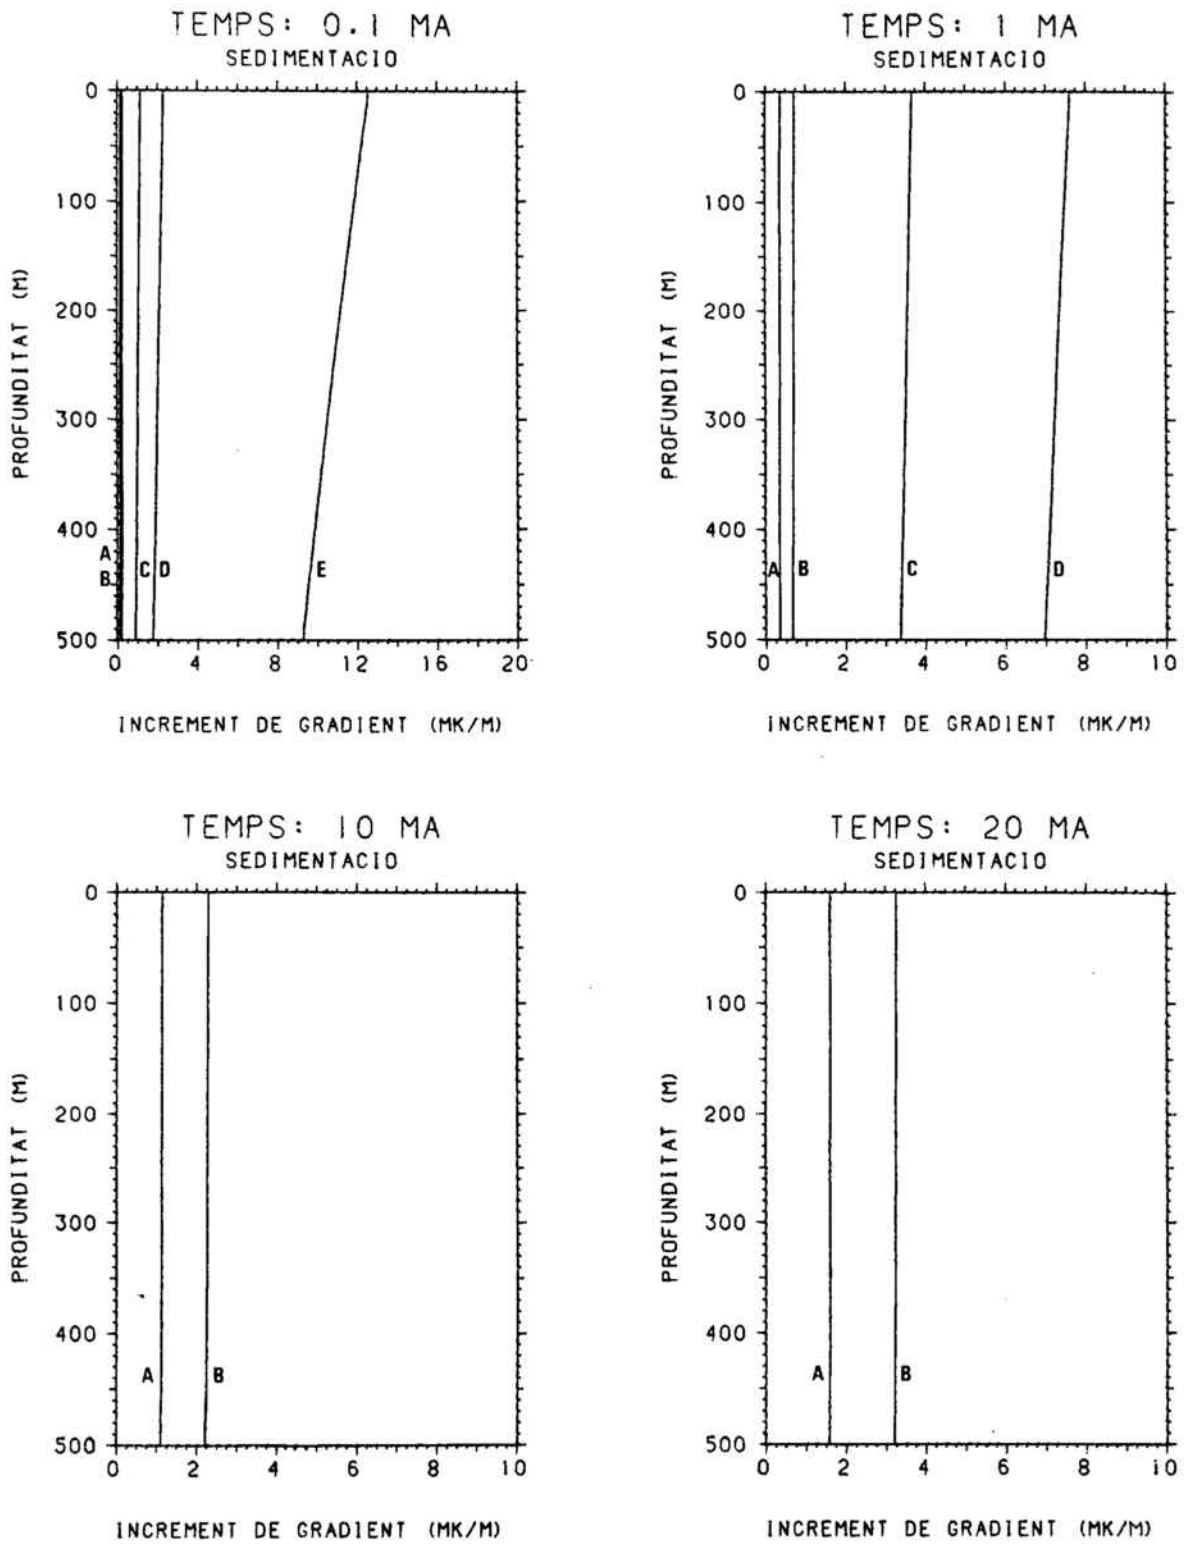 TEMPS: 0.1 MA
SEDIMENTACIO
0
100
200
300
400
500
PROFUNDITAT (M)
A
B
C
D
E
0 4 8 12 16 20
INCREMENT DE GRADIENT (MK/M)
TEMPS: 1 MA
SEDIMENTACIO
0
100
200
300
400
500
PROFUNDITAT (M)
A
B
C
D
0 2 4 6 8 10
INCREMENT DE GRADIENT (MK/M)
TEMPS: 10 MA
SEDIMENTACIO
0
100
200
300
400
500
PROFUNDITAT (M)
A
B
0 2 4 6 8 10
INCREMENT DE GRADIENT (MK/M)
TEMPS: 20 MA
SEDIMENTACIO
0
100
200
300
400
500
PROFUNDITAT (M)
A
B
0 2 4 6 8 10
INCREMENT DE GRADIENT (MK/M)